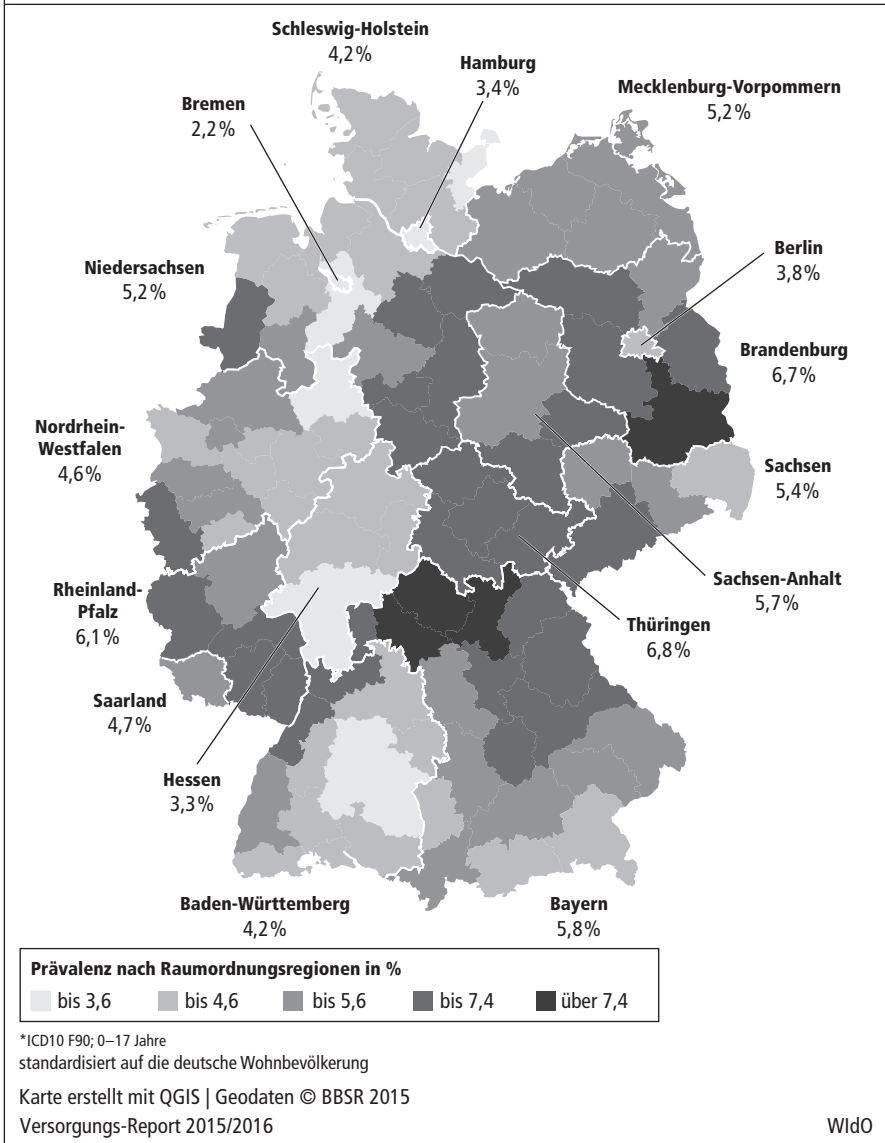 Schleswig-Holstein
4,2%
Hamburg
3,4%
Mecklenburg-Vorpommern
5,2%
Bremen
2,2%
Berlin
3,8%
Niedersachsen
5,2%
Brandenburg
6,7%
Nordrhein-
Westfalen
4,6%
Sachsen
5,4%
Sachsen-Anhalt
5,7%
Rheinland-
Pfalz
6,1%
Thüringen
6,8%
Saarland
4,7%
Hessen
3,3%
Baden-Württemberg
4,2%
Bayern
5,8%
Prävalenz nach Raumordnungsregionen in %
bis 3,6 bis 4,6 bis 5,6 bis 7,4 über 7,4
*ICD10 F90; 0–17 Jahre
standardisiert auf die deutsche Wohnbevölkerung
Karte erstellt mit QGIS | Geodaten © BBSR 2015
Versorgungs-Report 2015/2016 WIdO